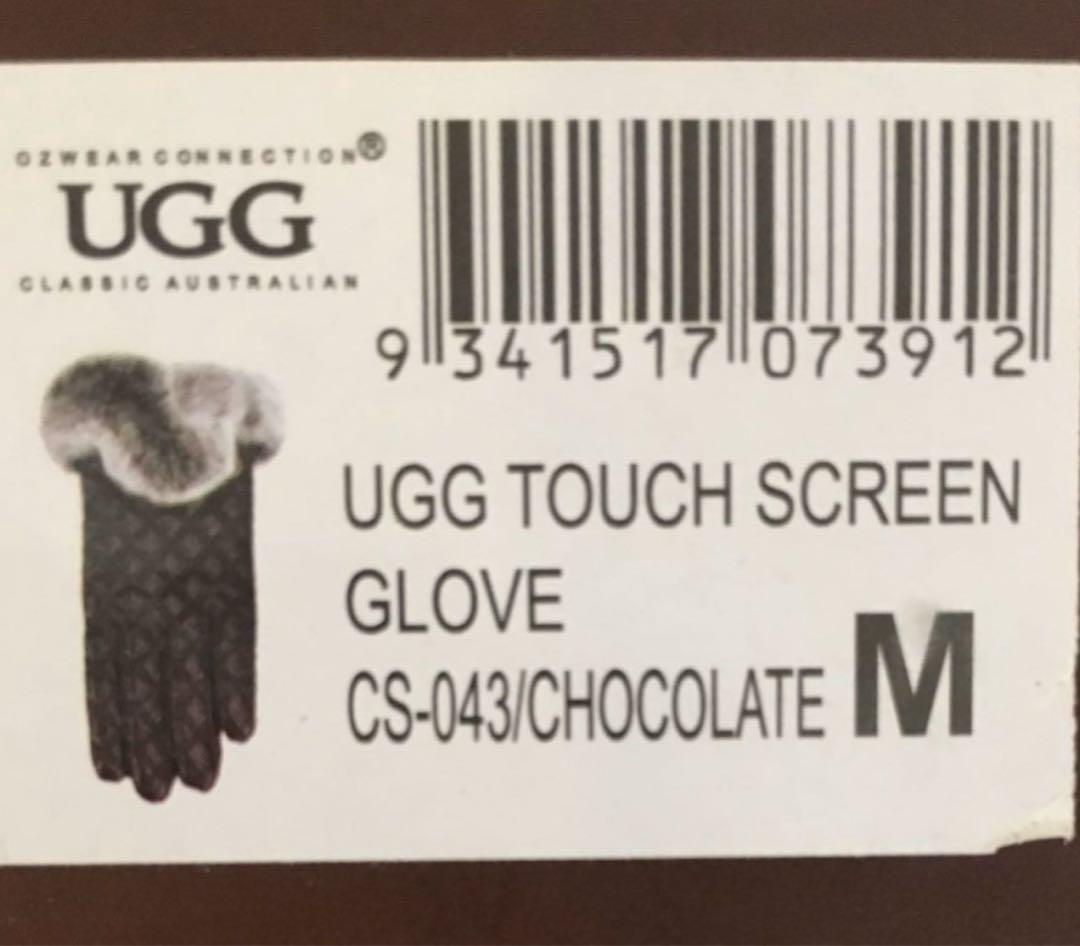 OZWEAR CONNECTION®
UGG
CLASSIC AUSTRALIAN
9 341517 073912
UGG TOUCH SCREEN
GLOVE
CS-043/CHOCOLATE M